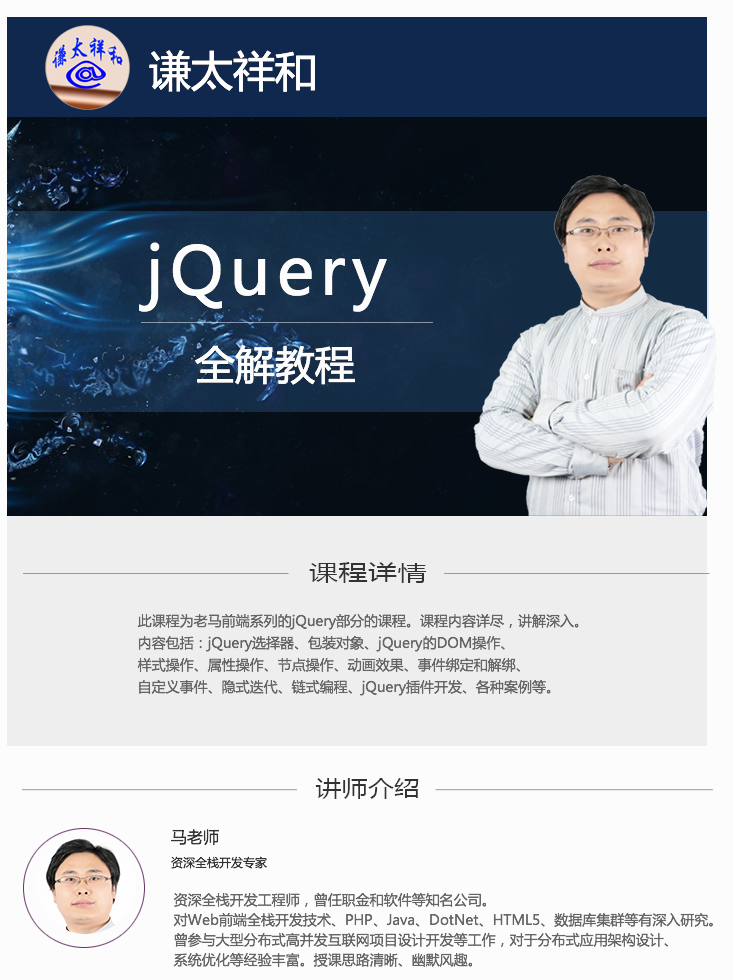 谦太祥和
谦太祥和
jQuery
全解教程
课程详情
此课程为老马前端系列的jQuery部分的课程。课程内容详尽，讲解深入。
内容包括：jQuery选择器、包装对象、jQuery的DOM操作、
样式操作、属性操作、节点操作、动画效果、事件绑定和解绑、
自定义事件、隐式迭代、链式编程、jQuery插件开发、各种案例等。
讲师介绍
马老师
资深全栈开发专家
资深全栈开发工程师，曾任职金和软件等知名公司。
对Web前端全栈开发技术、PHP、Java、DotNet、HTML5、数据库集群等有深入研究。
曾参与大型分布式高并发互联网项目设计开发等工作，对于分布式应用架构设计、
系统优化等经验丰富。授课思路清晰、幽默风趣。